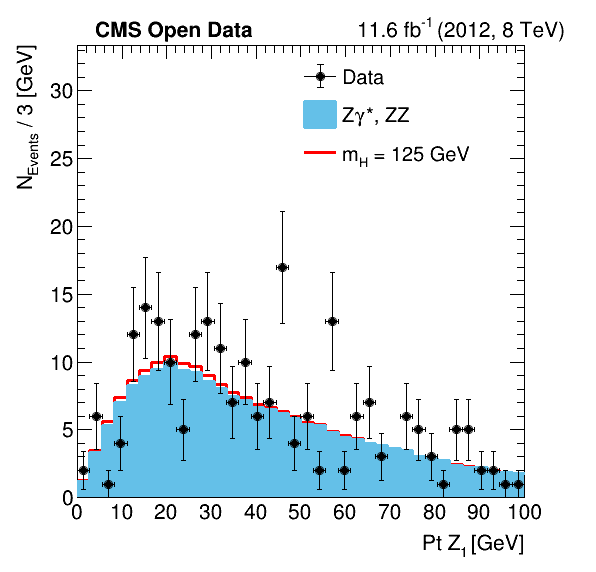 CMS Open Data 11.6 fb⁻¹ (2012, 8 TeV)
N_Events / 3 [GeV]
Data
Zγ*, ZZ
m_H = 125 GeV
30
25
20
15
10
5
0
0 10 20 30 40 50 60 70 80 90 100
Pt Z₁ [GeV]